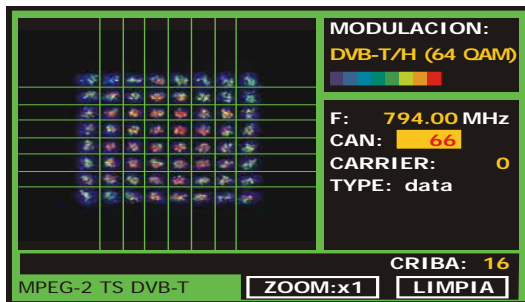 MODULACION:
DVB-T/H (64 QAM)
F: 794.00 MHz
CAN: 66
CARRIER: 0
TYPE: data
CRIBA: 16
MPEG-2 TS DVB-T
ZOOM:x1
LIMPIA